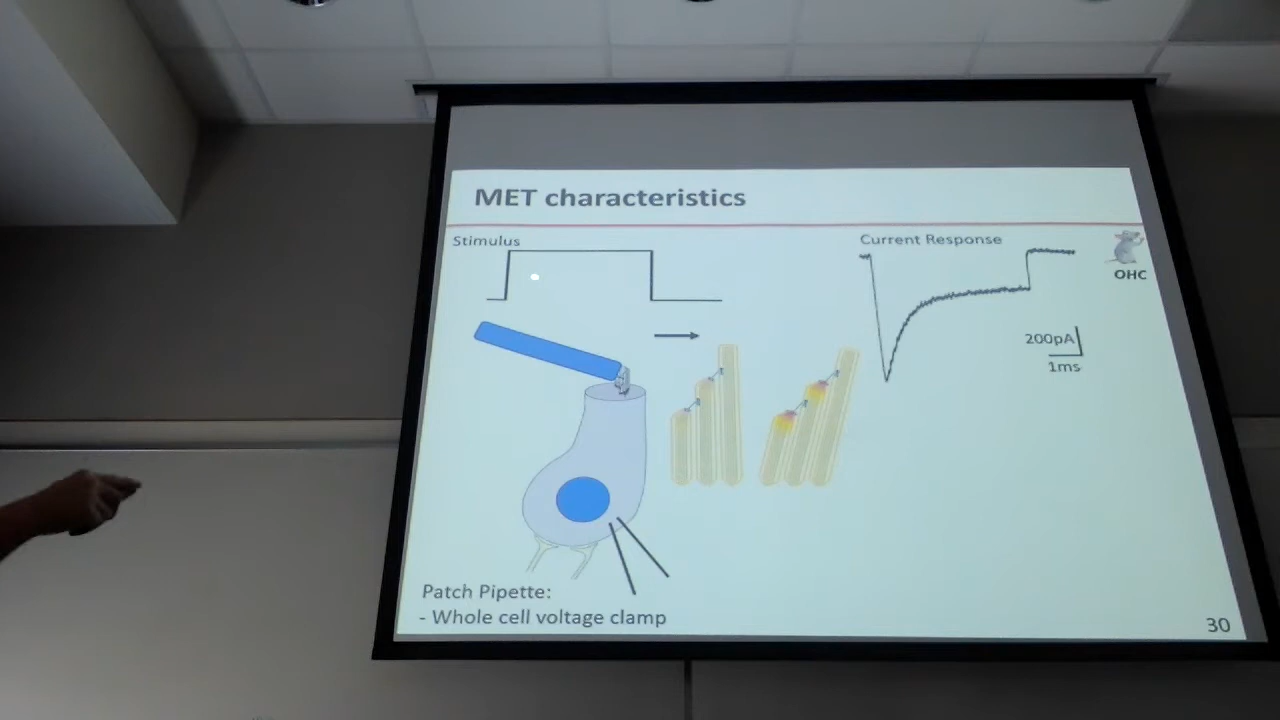 MET characteristics
Stimulus
Current Response
OHC
200pA
1ms
Patch Pipette:
- Whole cell voltage clamp
30